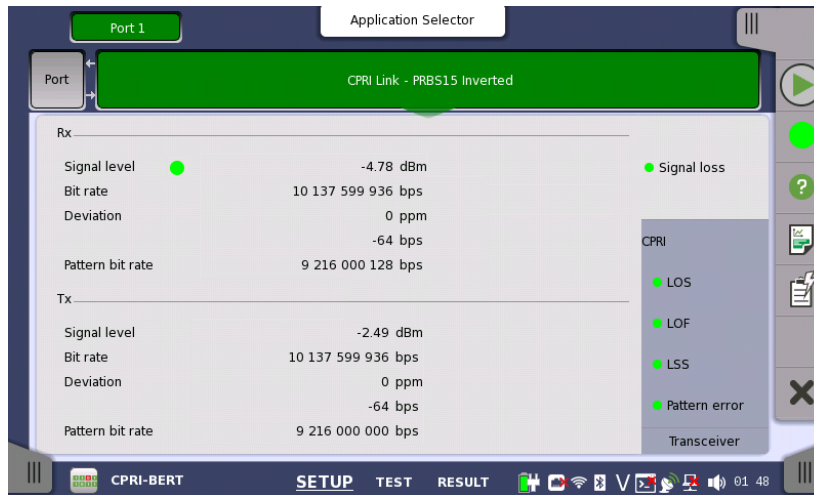 Port 1
Application Selector
Port
CPRI Link - PRBS15 Inverted
Rx
Signal level -4.78 dBm
Signal loss
Bit rate 10 137 599 936 bps
Deviation 0 ppm
-64 bps
CPRI
Pattern bit rate 9 216 000 128 bps
LOS
Tx
LOF
Signal level -2.49 dBm
Bit rate 10 137 599 936 bps
LSS
Deviation 0 ppm
-64 bps
Pattern error
Pattern bit rate 9 216 000 000 bps
Transceiver
CPRI-BERT SETUP TEST RESULT V 01 48